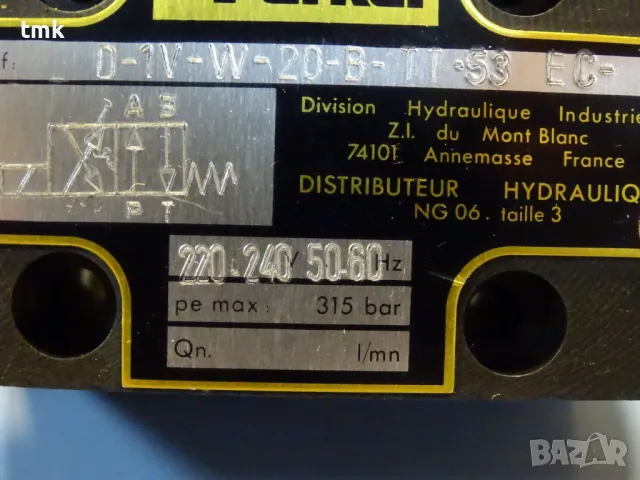 tmk
Parker
f: D-1V-W-20-B-TT-53 EC-
A B
P T
Division Hydraulique Industrie
Z.I. du Mont Blanc
74101 Annemasse France
DISTRIBUTEUR HYDRAULIQ
NG 06. taille 3
220-240 V 50-60 Hz
pe max: 315 bar
Qn. l/mn
BAZAR